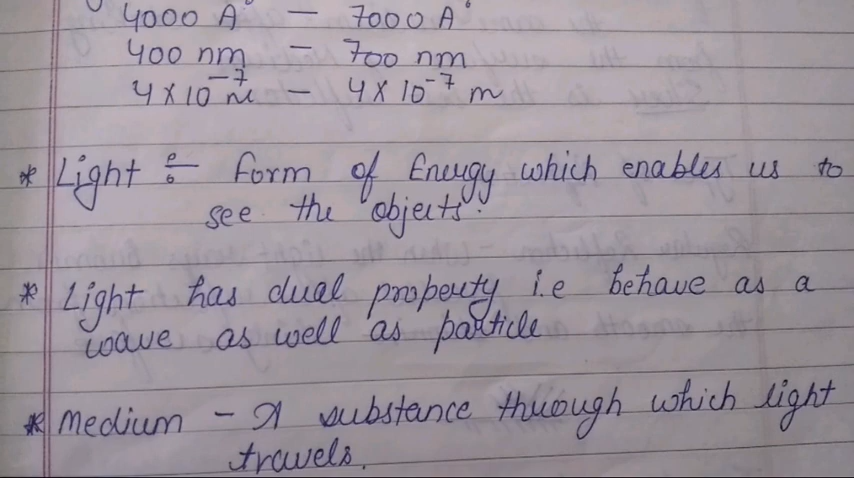 4000 A° - 7000 A°
400 nm - 700 nm
4×10⁻⁷ m - 4×10⁻⁷ m
* Light :- Form of Energy which enables us to
see the objects.
* Light has dual property i.e behave as a
wave as well as particle
* Medium - A substance through which light
travels.